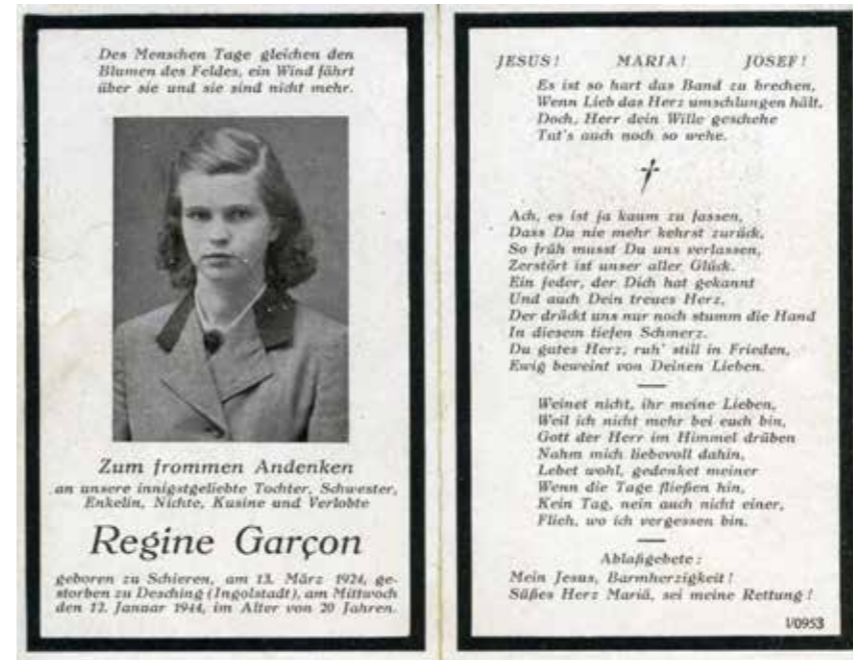 Des Menschen Tage gleichen den
Blumen des Feldes, ein Wind fährt
über sie und sie sind nicht mehr.
Zum frommen Andenken
an unsere innigstgeliebte Tochter, Schwester,
Enkelin, Nichte, Kusine und Verlobte
Regine Garçon
geboren zu Schieren, am 13. März 1924, ge-
storben zu Desching (Ingolstadt), am Mittwoch
den 12. Januar 1944, im Alter von 20 Jahren.
JESUS! MARIA! JOSEF!
Es ist so hart das Band zu brechen,
Wenn Lieb das Herz umschlungen hält,
Doch, Herr dein Wille geschehe
Tut's auch noch so wehe.
Ach, es ist ja kaum zu fassen,
Dass Du nie mehr kehrst zurück,
So früh musst Du uns verlassen,
Zerstört ist unser aller Glück.
Ein jeder, der Dich hat gekannt
Und auch Dein treues Herz,
Der drückt uns nur noch stumm die Hand
In diesem tiefen Schmerz.
Du gutes Herz, ruh' still in Frieden,
Ewig beweint von Deinen Lieben.
Weinet nicht, ihr meine Lieben,
Weil ich nicht mehr bei euch bin,
Gott der Herr im Himmel drüben
Nahm mich liebevoll dahin,
Lebet wohl, gedenket meiner
Wenn die Tage fließen hin,
Kein Tag, nein auch nicht einer,
Flieh, wo ich vergessen bin.
Ablaßgebete:
Mein Jesus, Barmherzigkeit!
Süßes Herz Mariä, sei meine Rettung!
1/0953